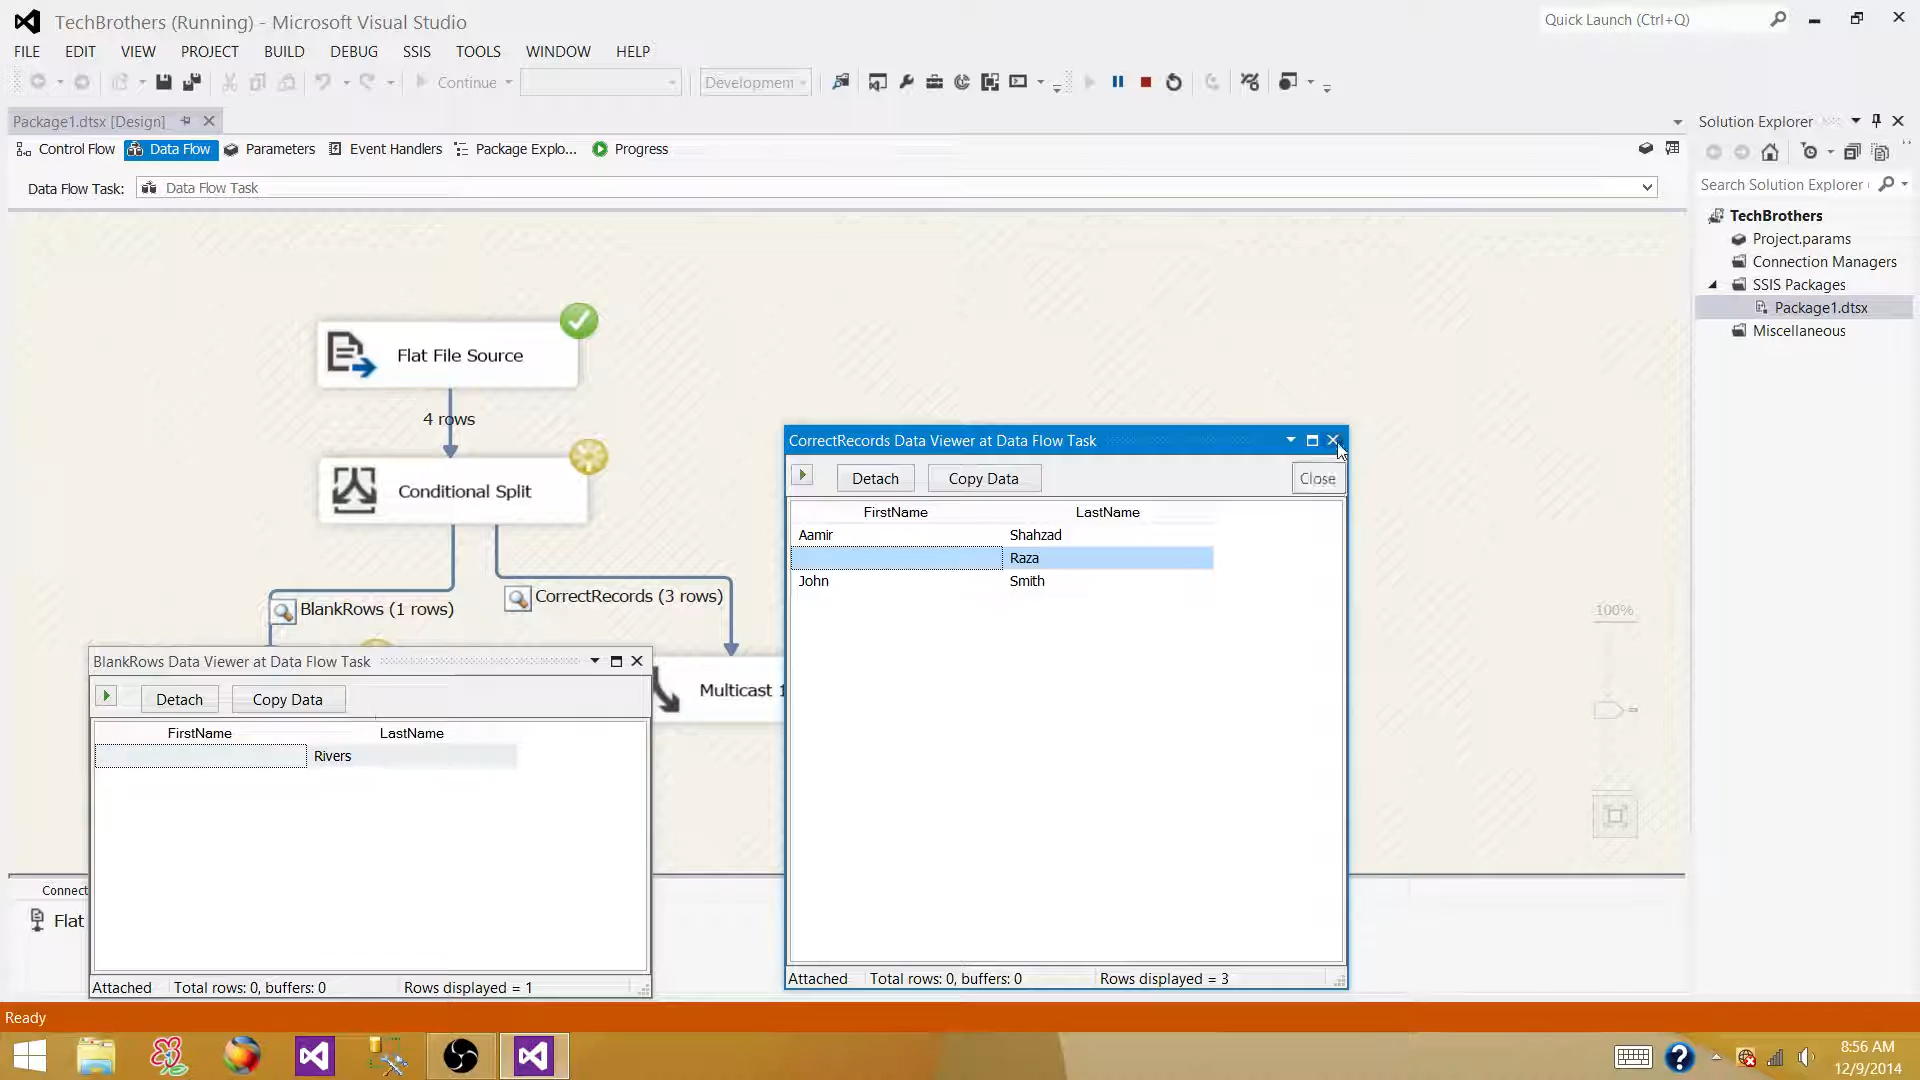 TechBrothers (Running) - Microsoft Visual Studio
Quick Launch (Ctrl+Q)
FILE EDIT VIEW PROJECT BUILD DEBUG SSIS TOOLS WINDOW HELP
Continue
Development
Package1.dtsx [Design]
Control Flow Data Flow Parameters Event Handlers Package Explo... Progress
Data Flow Task: Data Flow Task
Solution Explorer
Search Solution Explorer
TechBrothers
Project.params
Connection Managers
SSIS Packages
Package1.dtsx
Miscellaneous
Flat File Source
4 rows
Conditional Split
BlankRows (1 rows)
CorrectRecords (3 rows)
Multicast 1
100%
CorrectRecords Data Viewer at Data Flow Task
Detach Copy Data
Close
FirstName LastName
Aamir Shahzad
Raza
John Smith
Attached Total rows: 0, buffers: 0 Rows displayed = 3
BlankRows Data Viewer at Data Flow Task
Detach Copy Data
FirstName LastName
Rivers
Attached Total rows: 0, buffers: 0 Rows displayed = 1
Connect
Flat
Ready
8:56 AM
12/9/2014